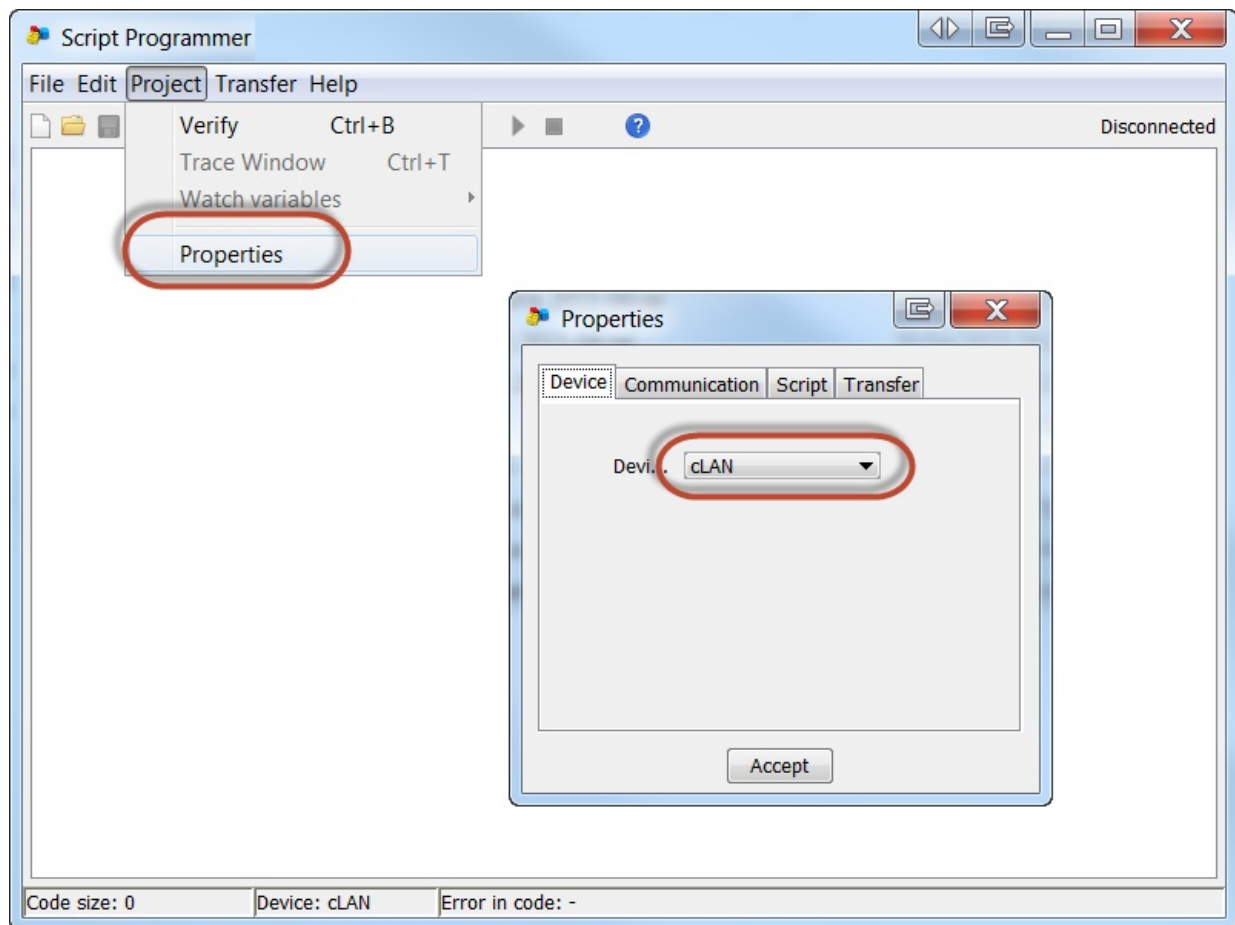 Script Programmer
File Edit Project Transfer Help
Verify Ctrl+B
Disconnected
Trace Window Ctrl+T
Watch variables
Properties
Properties
Device Communication Script Transfer
Devi... cLAN
Accept
Code size: 0 Device: cLAN Error in code: -